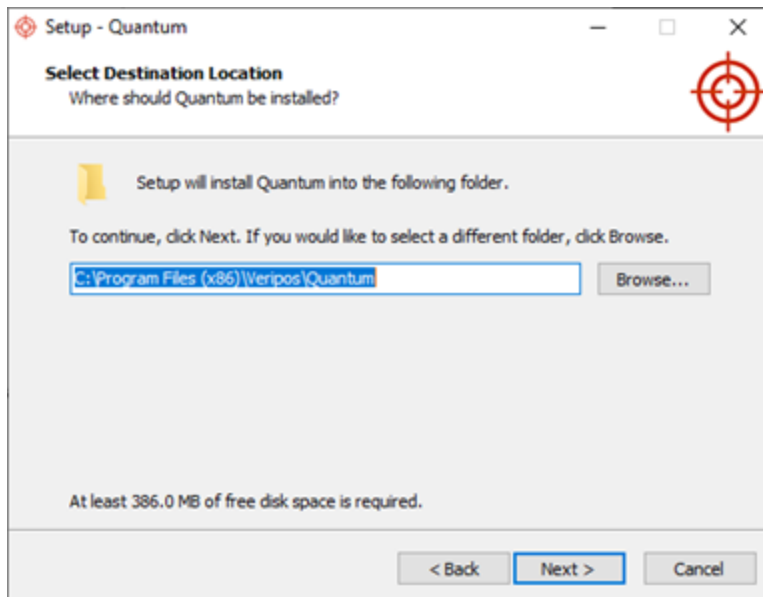 Setup - Quantum
Select Destination Location
Where should Quantum be installed?
Setup will install Quantum into the following folder.
To continue, click Next. If you would like to select a different folder, click Browse.
C:\Program Files (x86)\Veripos\Quantum
Browse...
At least 386.0 MB of free disk space is required.
< Back
Next >
Cancel